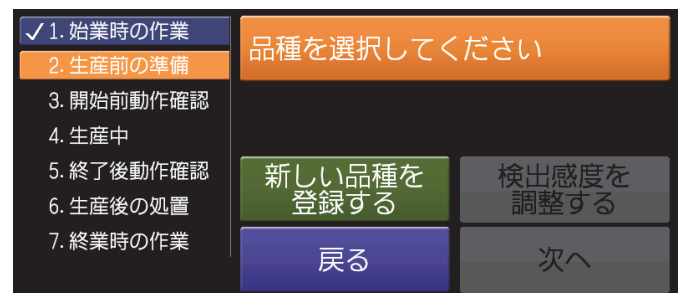 ✓1. 始業時の作業
2. 生産前の準備
3. 開始前動作確認
4. 生産中
5. 終了後動作確認
6. 生産後の処置
7. 終業時の作業
品種を選択してください
新しい品種を
登録する
検出感度を
調整する
戻る
次へ